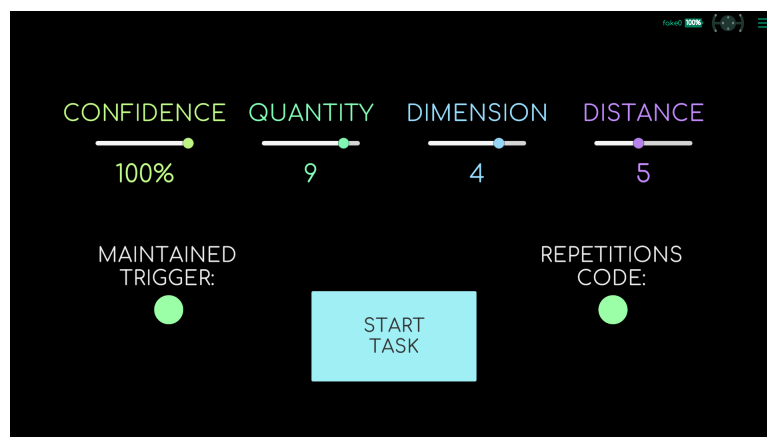 fake0 100%
CONFIDENCE QUANTITY DIMENSION DISTANCE
100% 9 4 5
MAINTAINED
TRIGGER:
REPETITIONS
CODE:
START
TASK